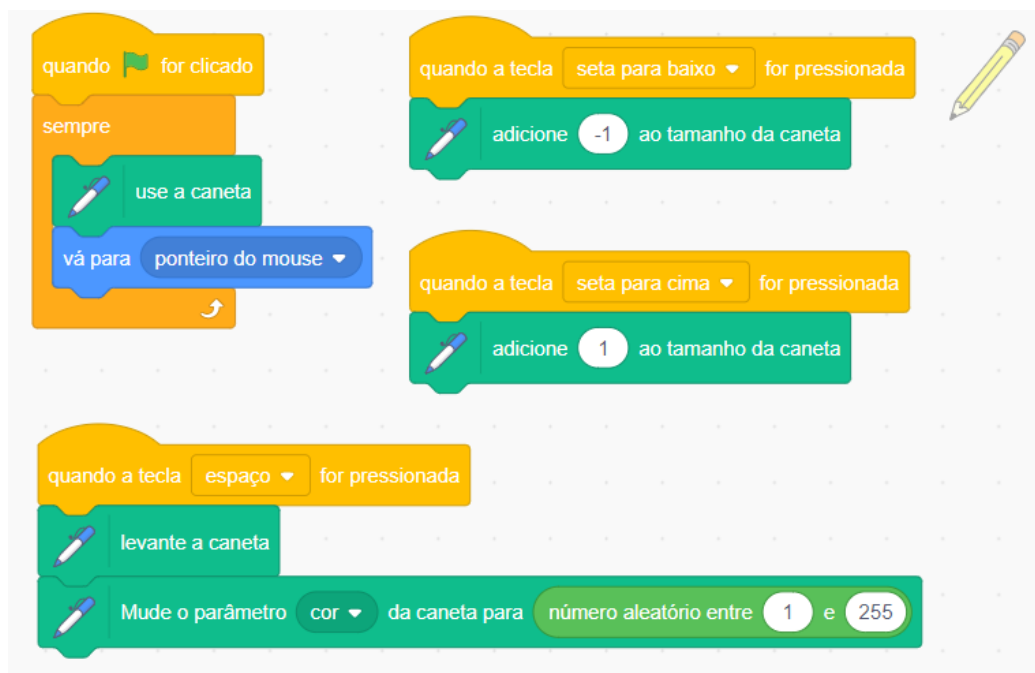 quando for clicado
sempre
use a caneta
vá para ponteiro do mouse
quando a tecla seta para baixo for pressionada
adicione -1 ao tamanho da caneta
quando a tecla seta para cima for pressionada
adicione 1 ao tamanho da caneta
quando a tecla espaço for pressionada
levante a caneta
Mude o parâmetro cor da caneta para número aleatório entre 1 e 255